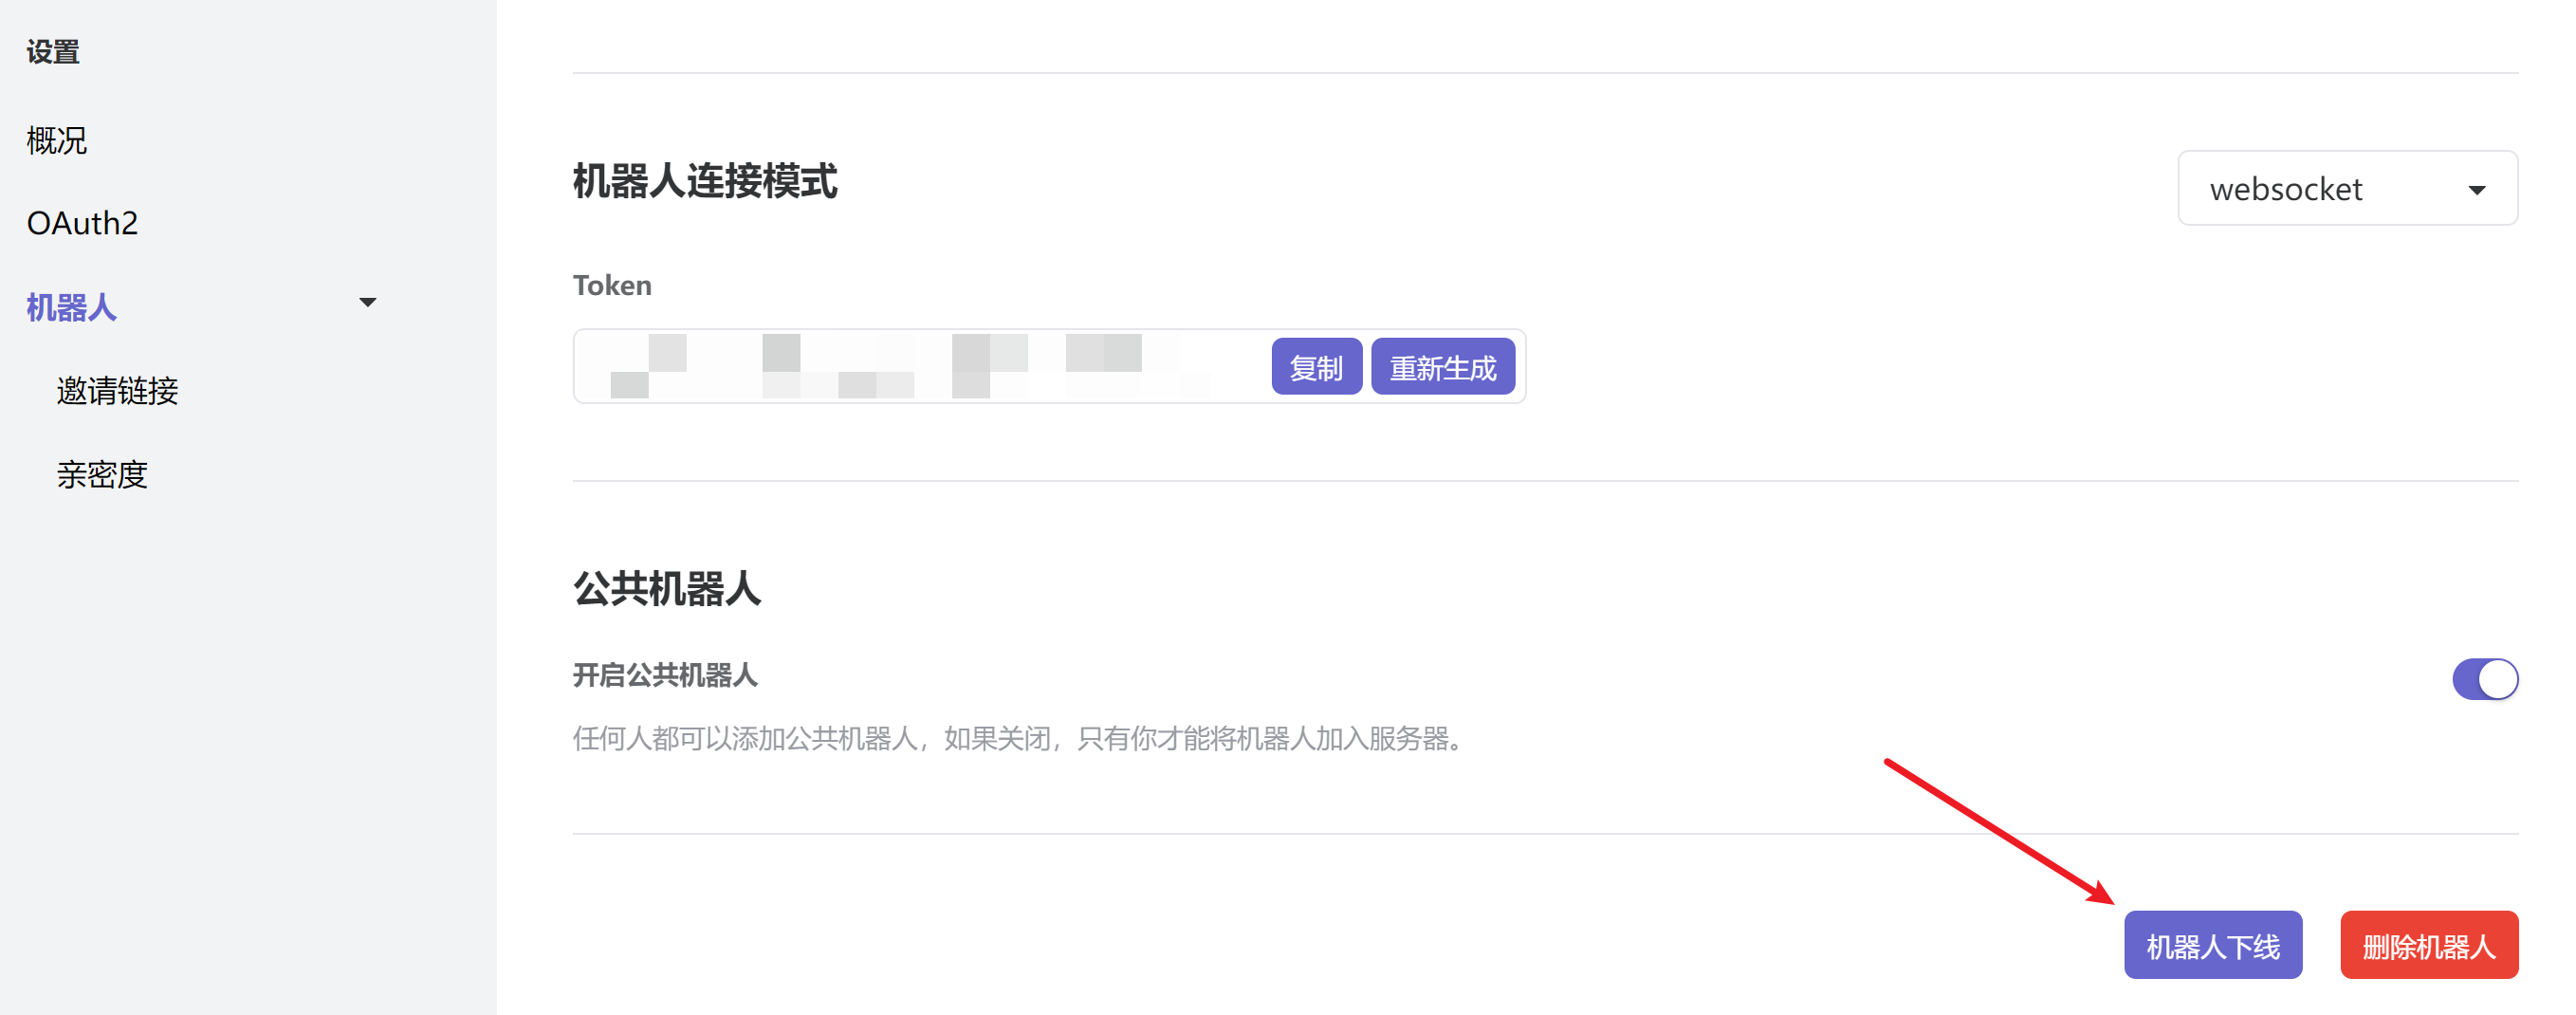 设置
概况
OAuth2
机器人
邀请链接
亲密度
机器人连接模式
websocket
Token
复制
重新生成
公共机器人
开启公共机器人
任何人都可以添加公共机器人，如果关闭，只有你才能将机器人加入服务器。
机器人下线
删除机器人